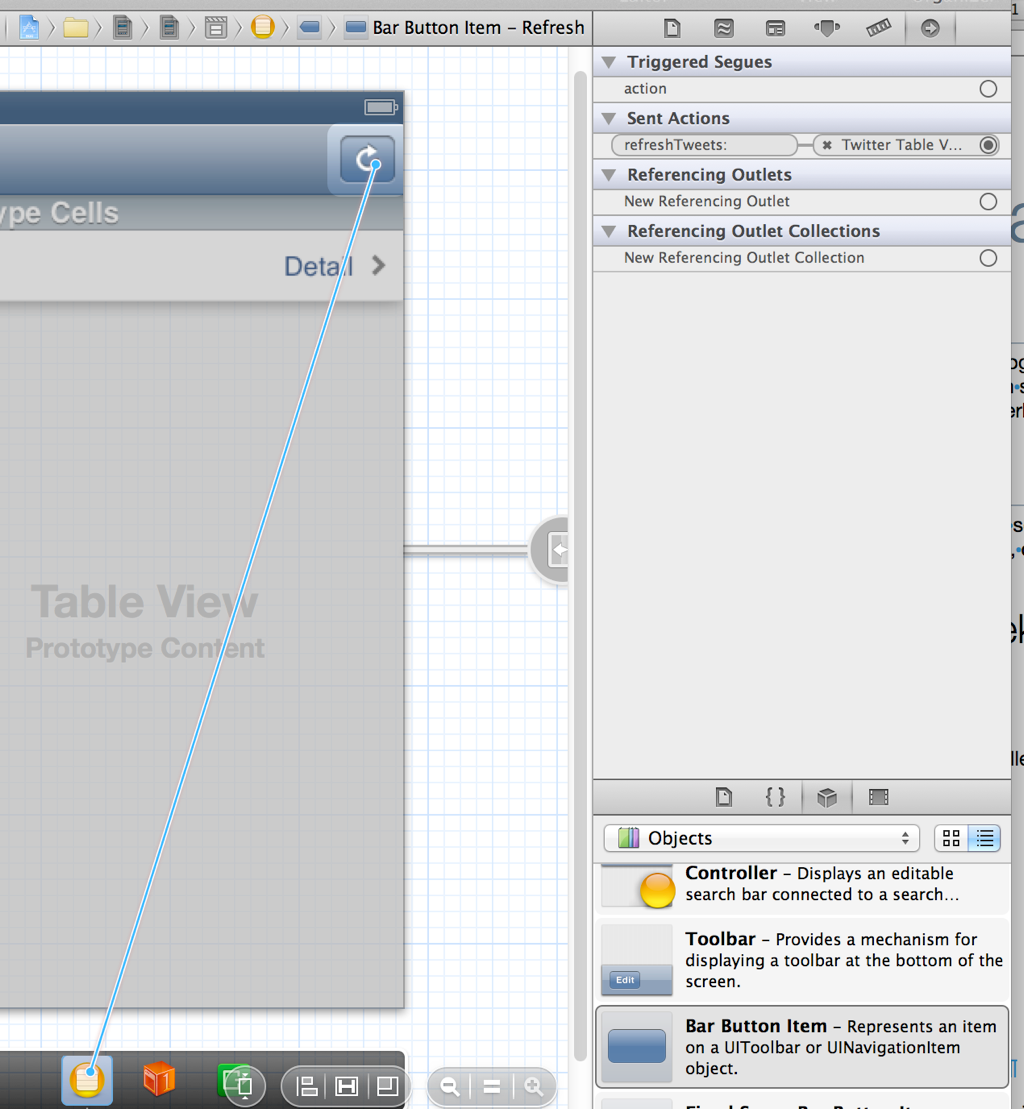 Bar Button Item – Refresh
ype Cells
Detail
Table View
Prototype Content
Triggered Segues
action
Sent Actions
refreshTweets:
✖ Twitter Table V...
Referencing Outlets
New Referencing Outlet
Referencing Outlet Collections
New Referencing Outlet Collection
{ }
Objects
Controller – Displays an editable
search bar connected to a search...
Toolbar – Provides a mechanism for
displaying a toolbar at the bottom of the
screen.
Edit
Bar Button Item – Represents an item
on a UIToolbar or UINavigationItem
object.